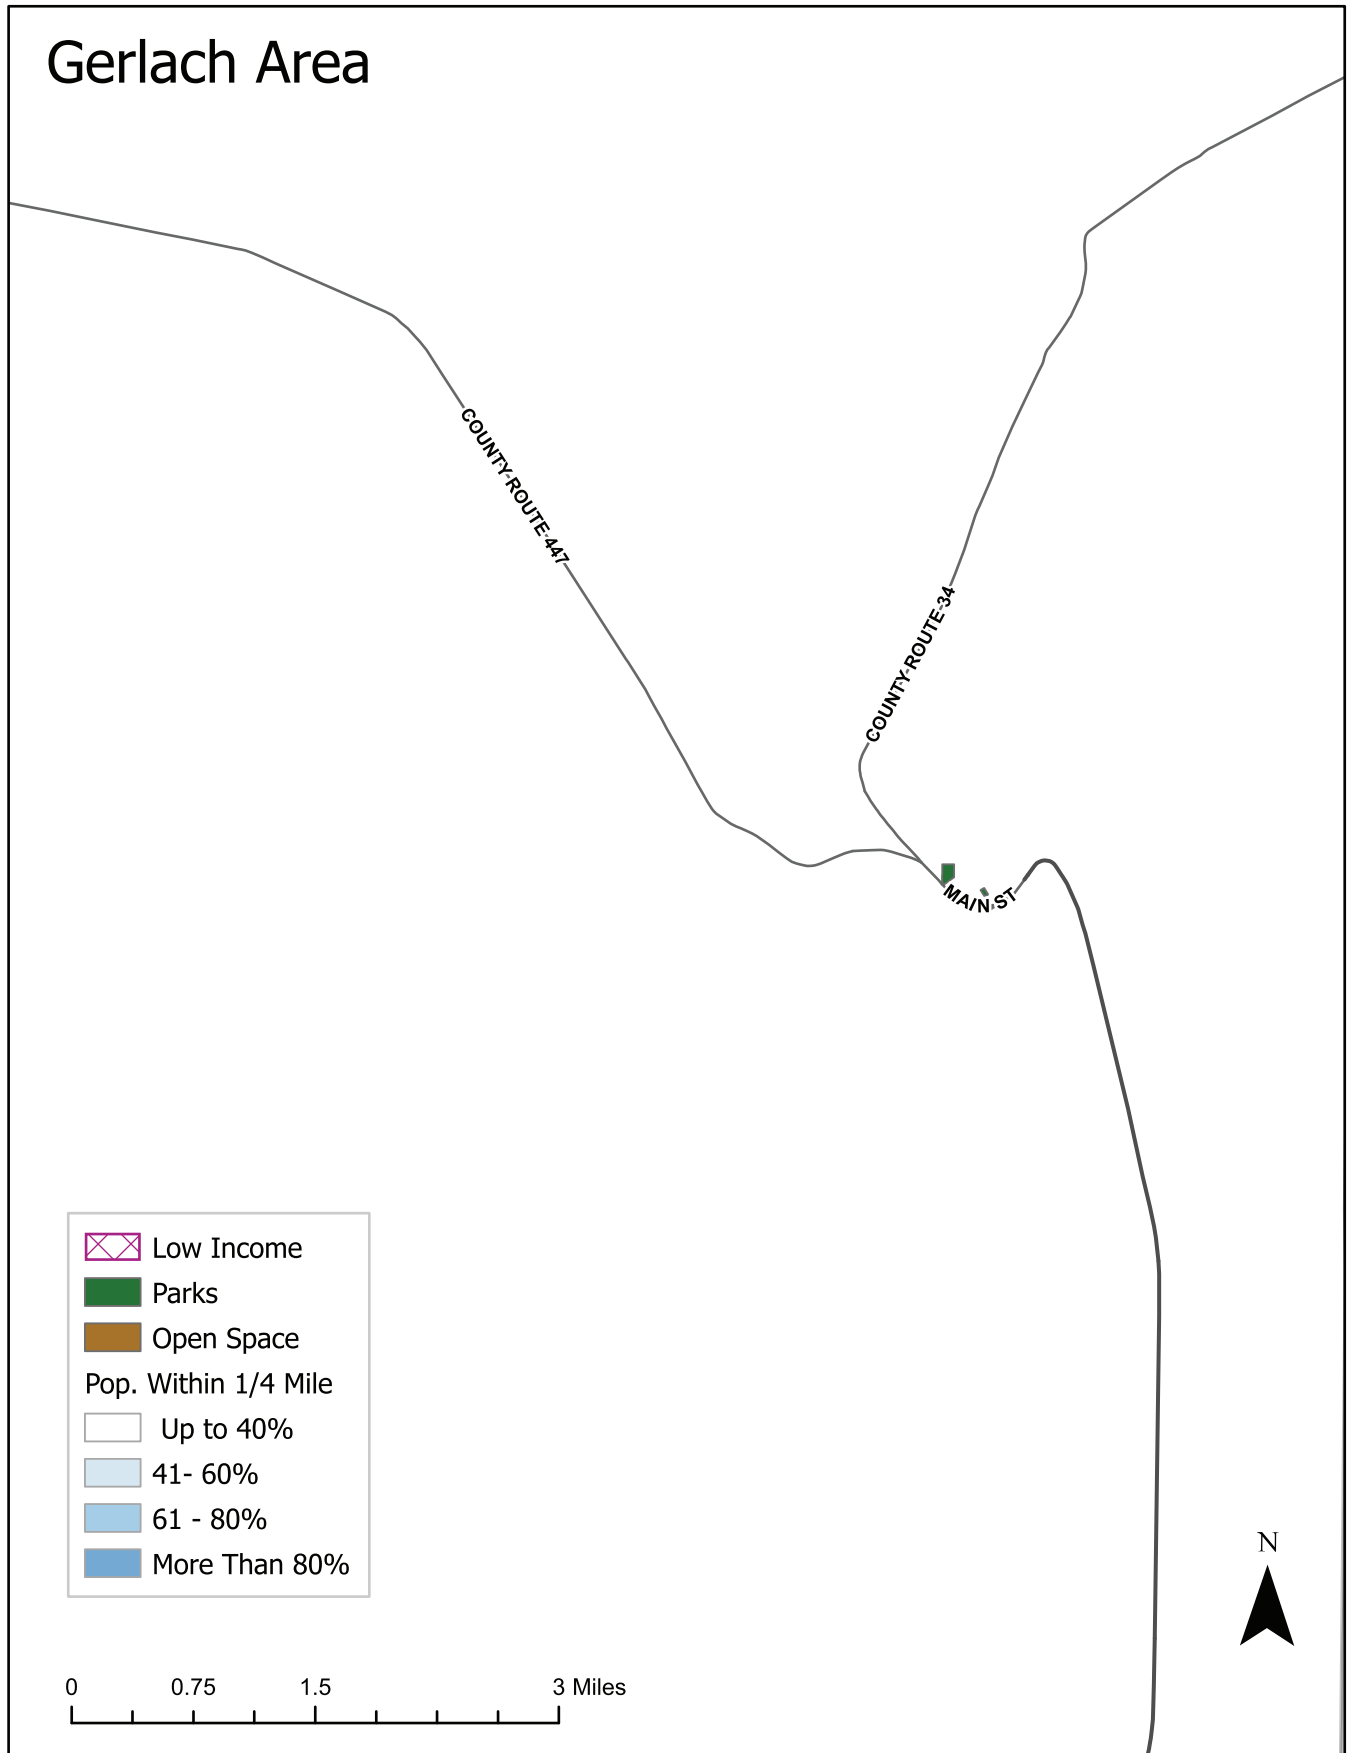 Gerlach Area
COUNTY-ROUTE-447
COUNTY-ROUTE-34
MAIN-ST
Low Income
Parks
Open Space
Pop. Within 1/4 Mile
Up to 40%
41- 60%
61 - 80%
More Than 80%
N
0 0.75 1.5 3 Miles